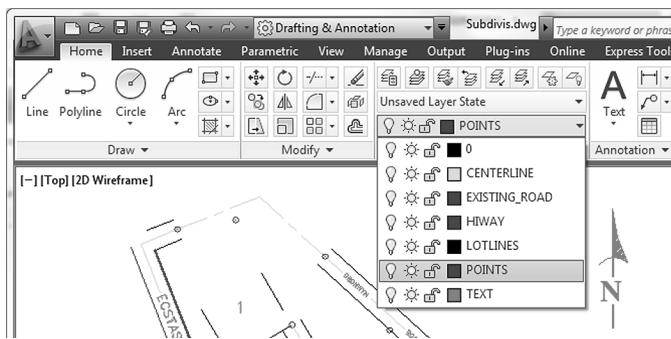 Drafting & Annotation
Subdivis.dwg
Type a keyword or phras
Home Insert Annotate Parametric View Manage Output Plug-ins Online Express Tool
Line Polyline Circle Arc
Unsaved Layer State
Text
POINTS
Draw Modify Annotation
0
CENTERLINE
EXISTING_ROAD
HIWAY
LOTLINES
POINTS
TEXT
[−] [Top] [2D Wireframe]
ECSTAS
1
N